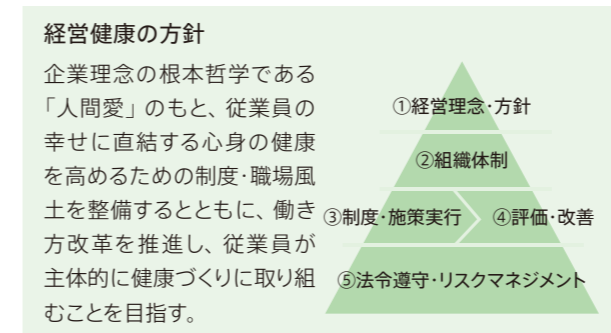 経営健康の方針
企業理念の根本哲学である
「人間愛」のもと、従業員の
幸せに直結する心身の健康
を高めるための制度・職場風
土を整備するとともに、働き
方改革を推進し、従業員が
主体的に健康づくりに取り組
むことを目指す。
①経営理念・方針
②組織体制
③制度・施策実行
④評価・改善
⑤法令遵守・リスクマネジメント